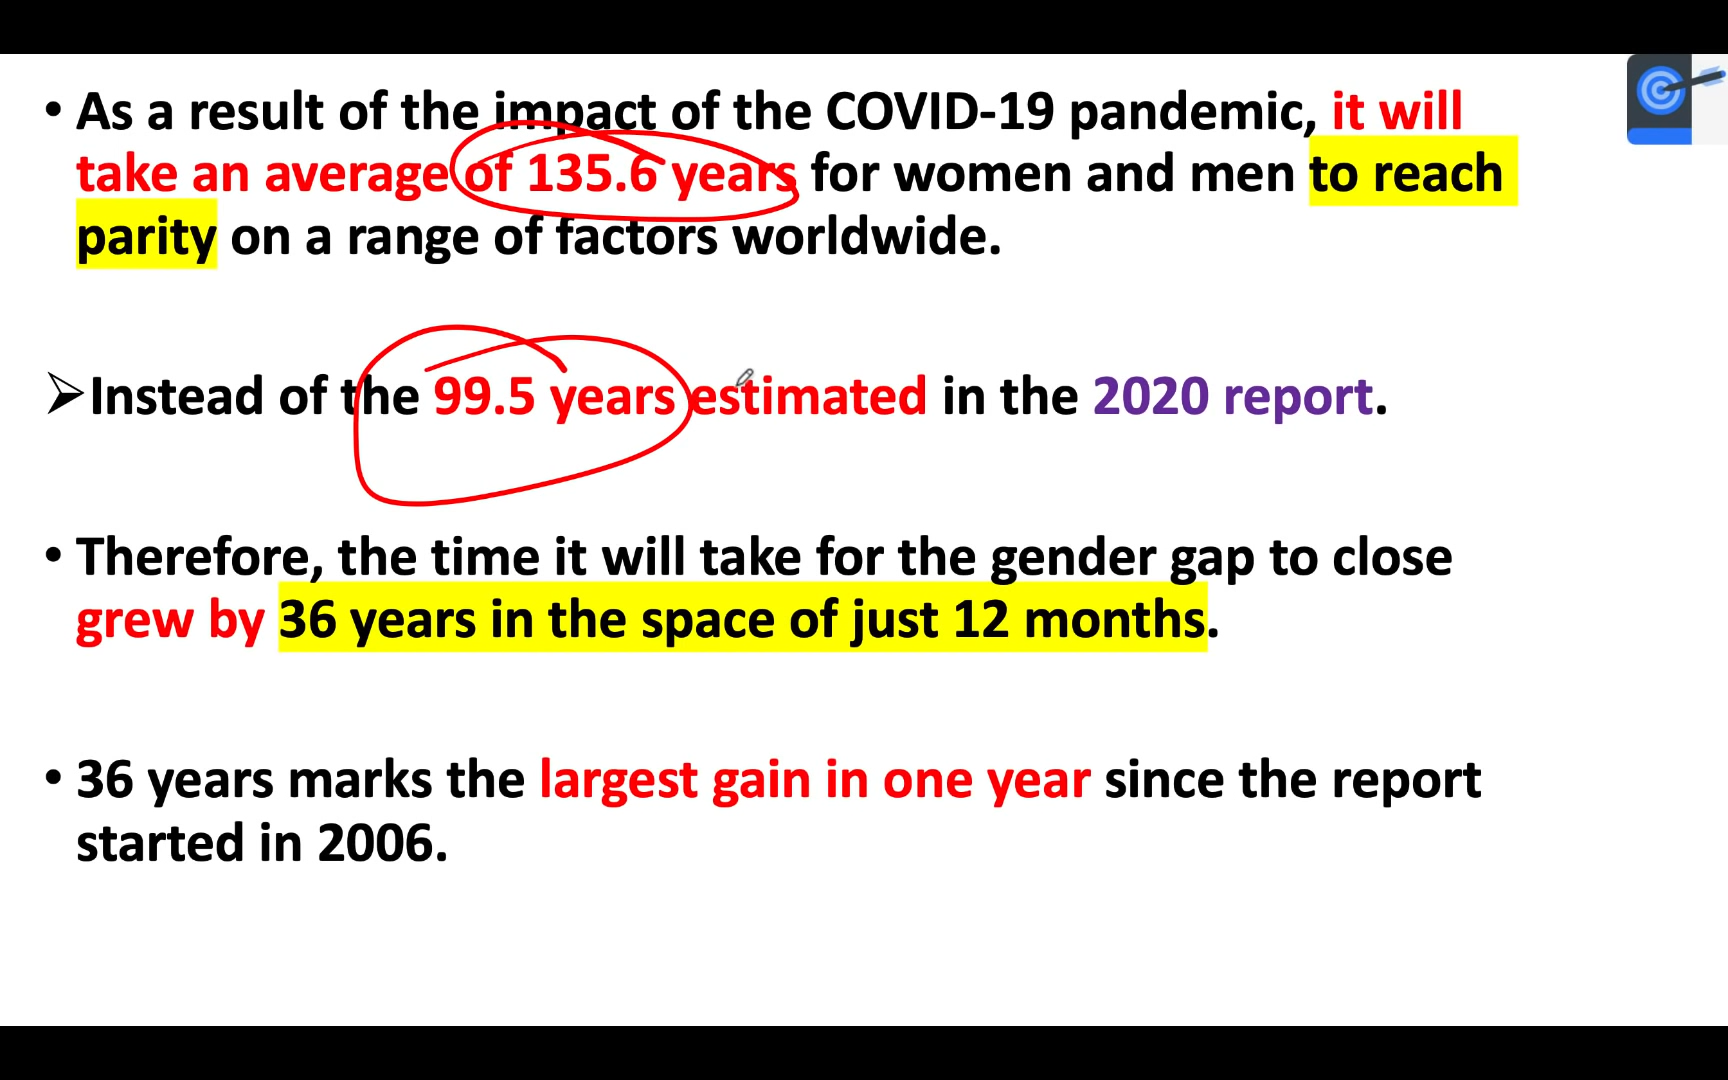 • As a result of the impact of the COVID-19 pandemic, it will
take an average of 135.6 years for women and men to reach
parity on a range of factors worldwide.
➢Instead of the 99.5 years estimated in the 2020 report.
• Therefore, the time it will take for the gender gap to close
grew by 36 years in the space of just 12 months.
• 36 years marks the largest gain in one year since the report
started in 2006.